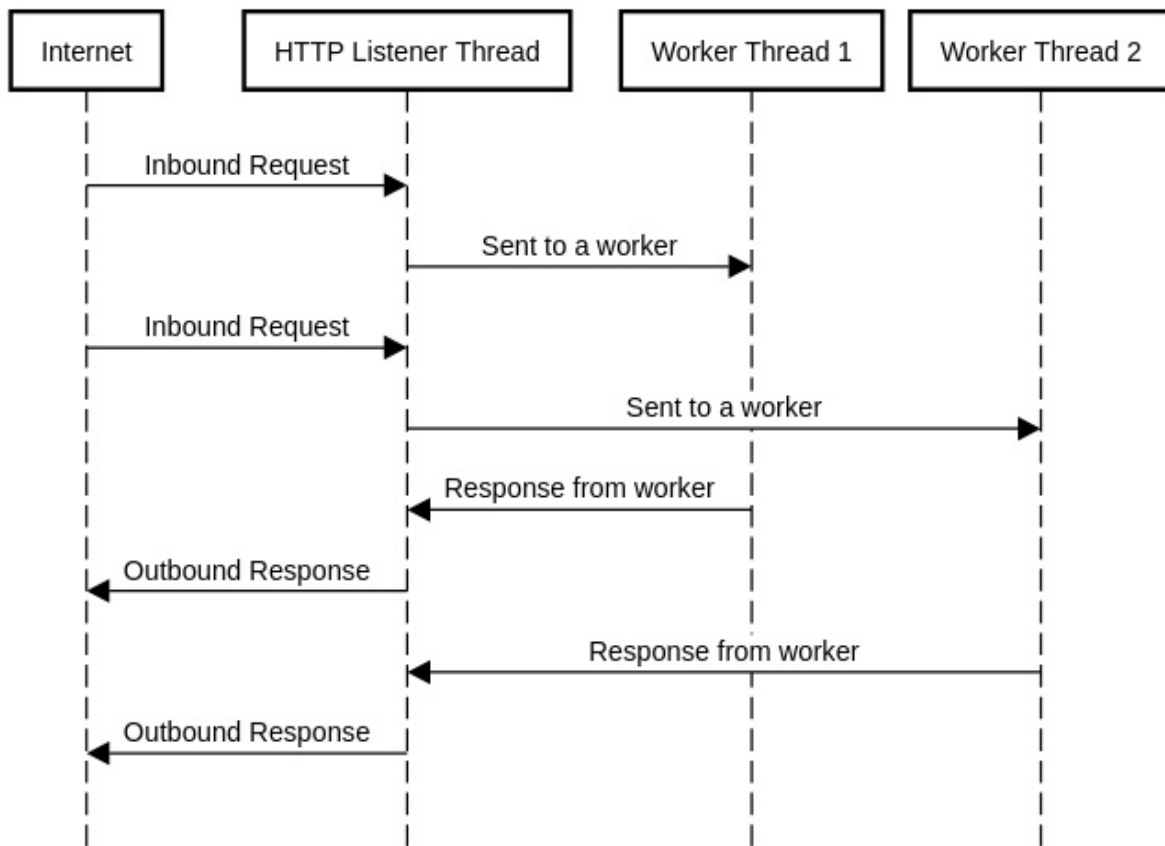 Internet
HTTP Listener Thread
Worker Thread 1
Worker Thread 2
Inbound Request
Sent to a worker
Inbound Request
Sent to a worker
Response from worker
Outbound Response
Response from worker
Outbound Response